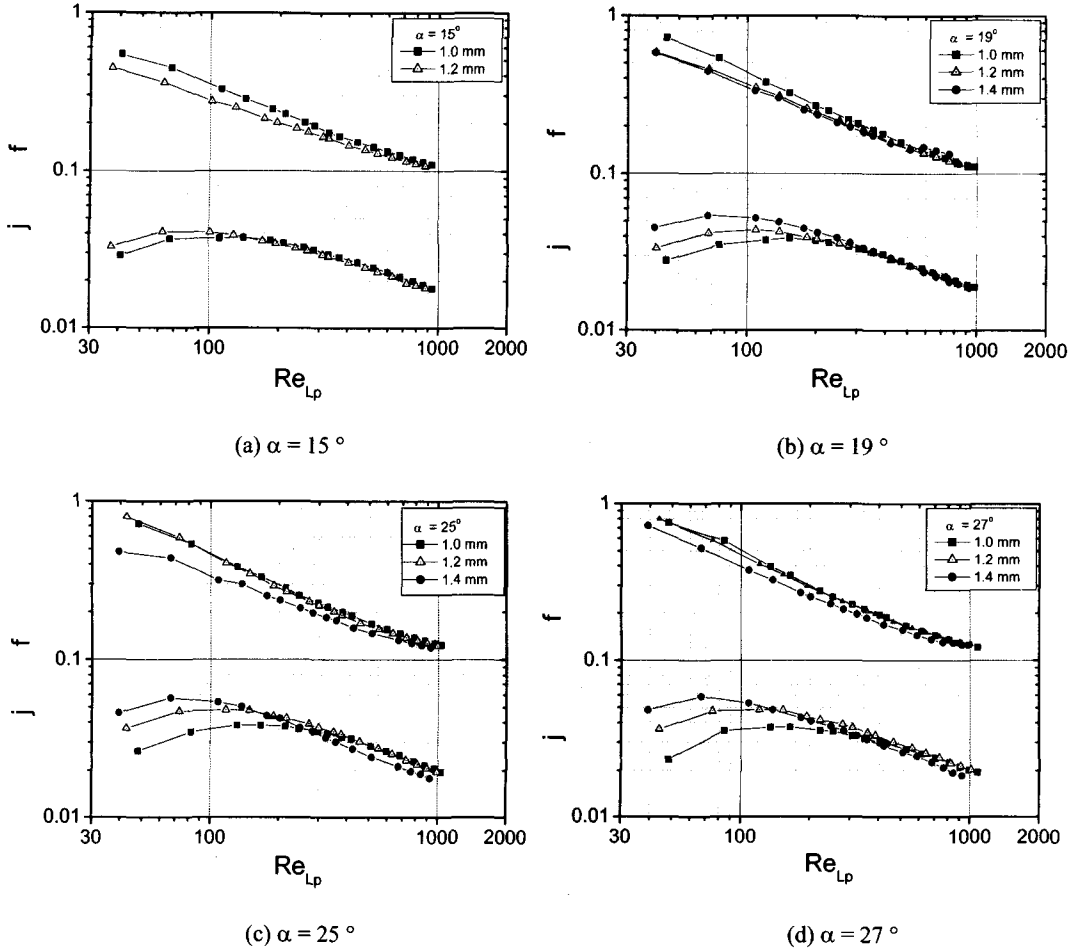 α = 15°
1.0 mm
1.2 mm
1
0.1
0.01
f
j
30
100
1000
2000
Re_Lp
(a) α = 15 °
α = 19°
1.0 mm
1.2 mm
1.4 mm
1
0.1
0.01
f
j
30
100
1000
2000
Re_Lp
(b) α = 19 °
α = 25°
1.0 mm
1.2 mm
1.4 mm
1
0.1
0.01
f
j
30
100
1000
2000
Re_Lp
(c) α = 25 °
α = 27°
1.0 mm
1.2 mm
1.4 mm
1
0.1
0.01
f
j
30
100
1000
2000
Re_Lp
(d) α = 27 °